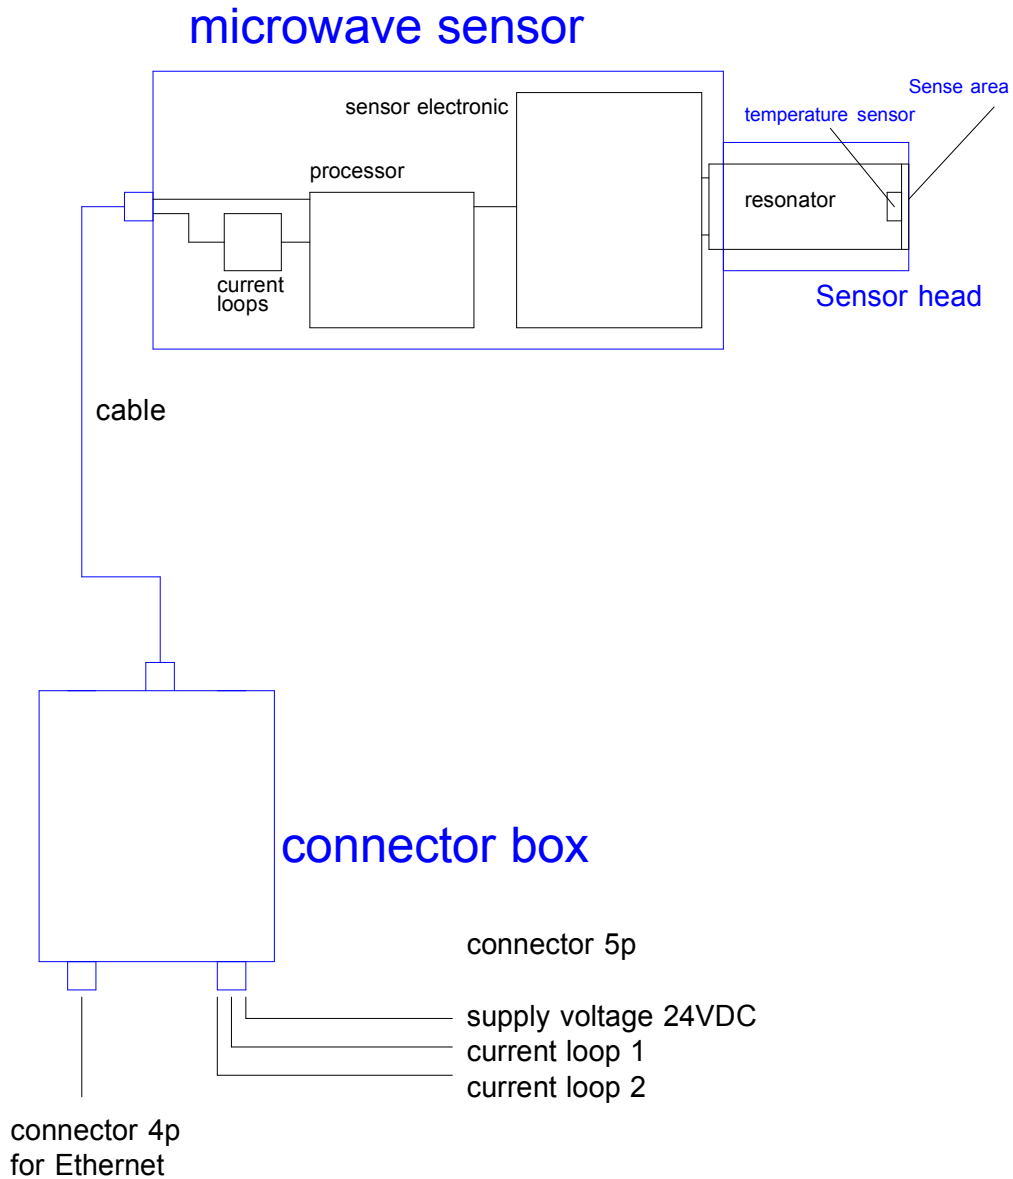 microwave sensor
Sense area
sensor electronic
temperature sensor
processor
resonator
current
loops
Sensor head
cable
connector box
connector 5p
supply voltage 24VDC
current loop 1
current loop 2
connector 4p
for Ethernet